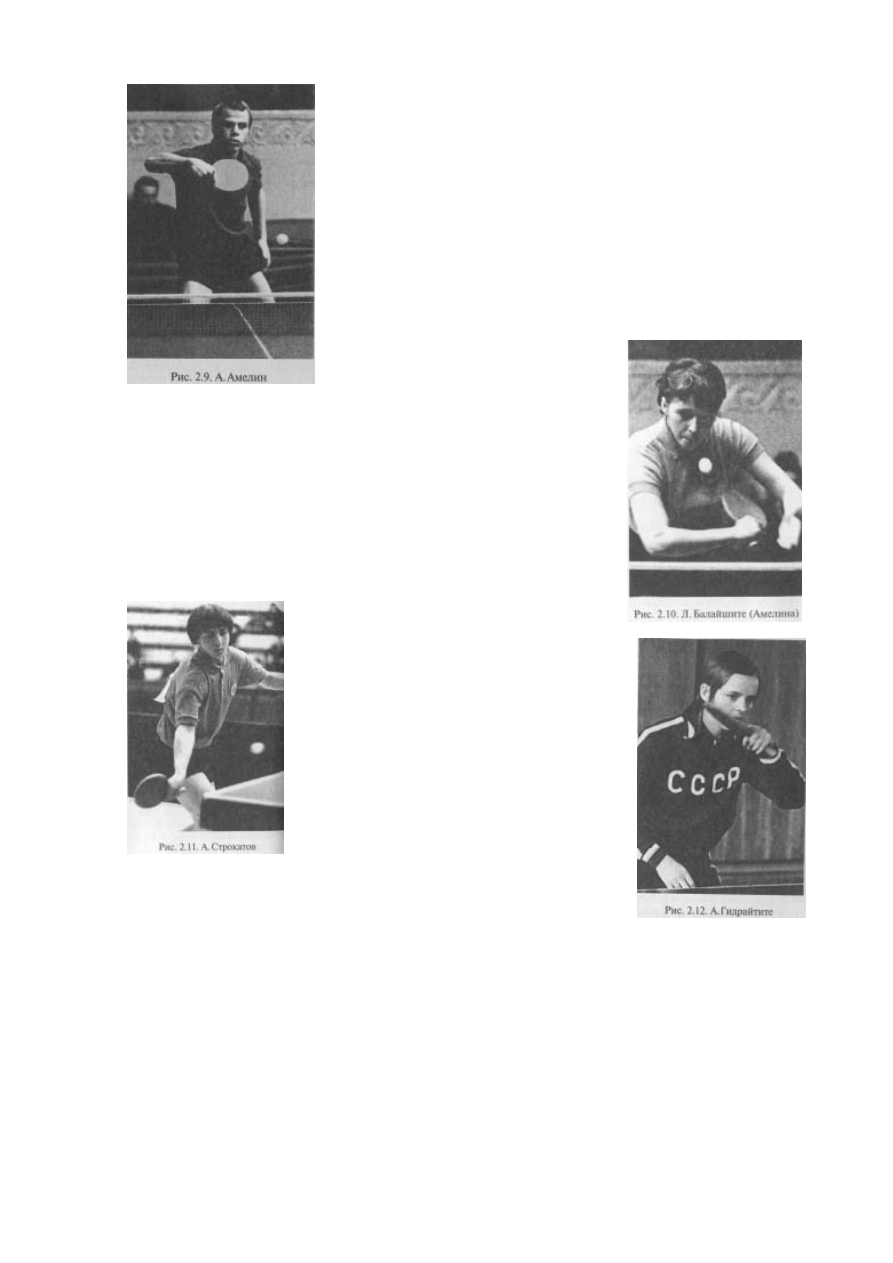 Рис. 2.9. А. Амелин
Рис. 2.10. Л. Балайшите (Амелина)
Рис. 2.11. А. Строкатов
СССР
Рис. 2.12. А. Гидрайтите